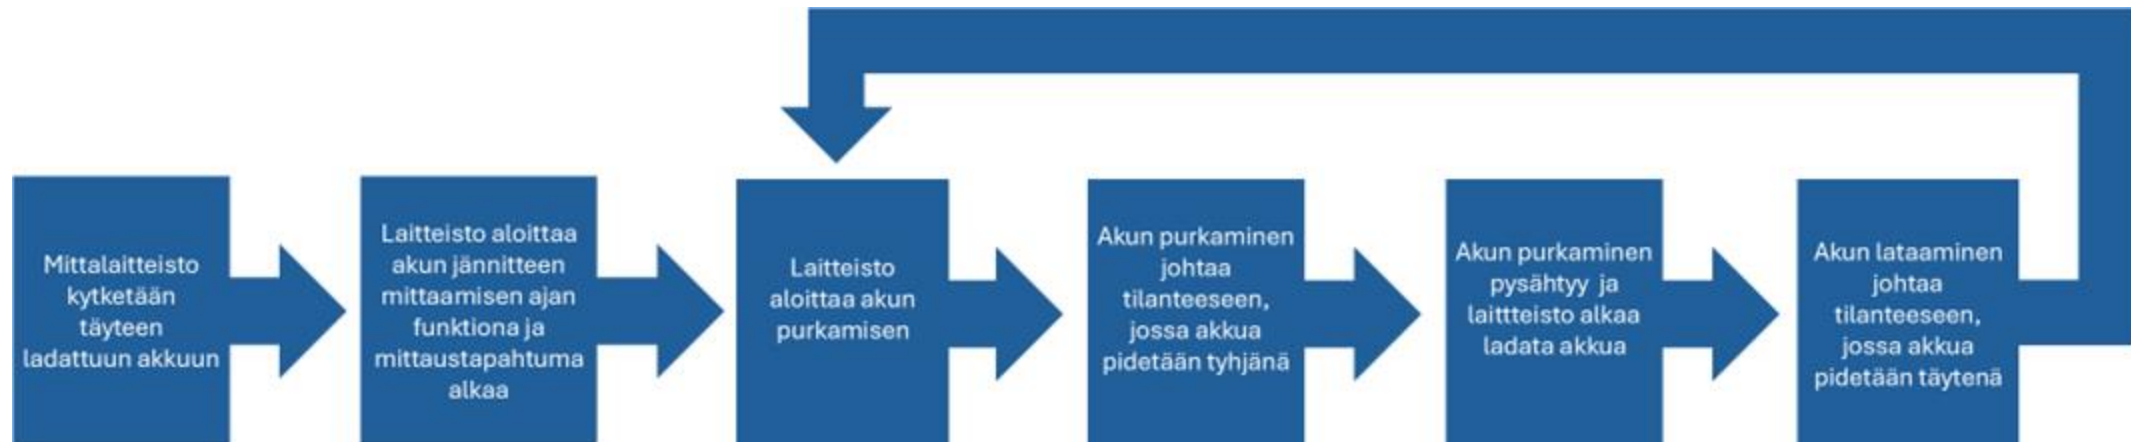 Mittalaitteisto
kytketään
täyteen
ladattuun akkuun
Laitteisto aloittaa
akun jännitteen
mittaamisen ajan
funktiona ja
mittaustapahtuma
alkaa
Laitteisto
aloittaa akun
purkamisen
Akun purkaminen
johtaa
tilanteeseen,
jossa akkua
pidetään tyhjänä
Akun purkaminen
pysähtyy ja
laittteisto alkaa
ladata akkua
Akun lataaminen
johtaa
tilanteeseen,
jossa akkua
pidetään täytenä